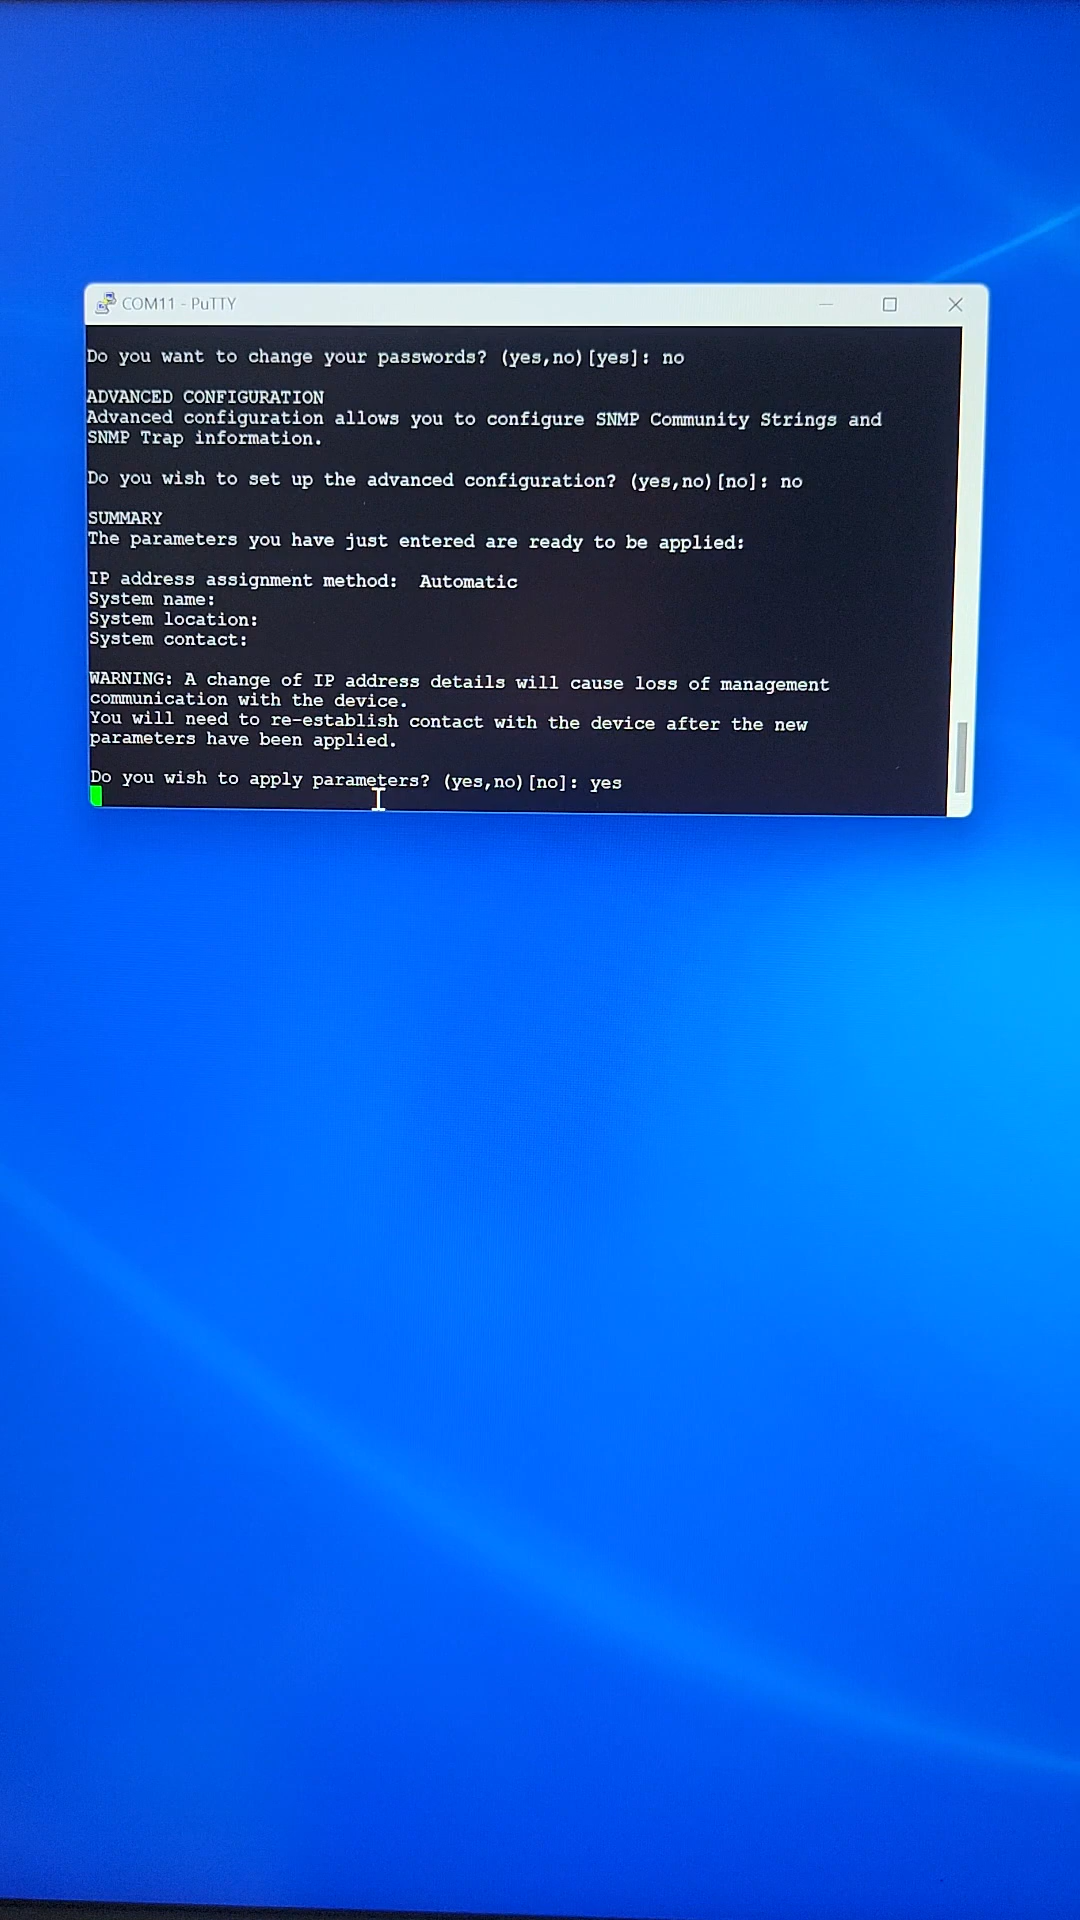 COM11 - PuTTY
Do you want to change your passwords? (yes,no)[yes]: no
ADVANCED CONFIGURATION
Advanced configuration allows you to configure SNMP Community Strings and
SNMP Trap information.
Do you wish to set up the advanced configuration? (yes,no)[no]: no
SUMMARY
The parameters you have just entered are ready to be applied:
IP address assignment method:  Automatic
System name:
System location:
System contact:
WARNING: A change of IP address details will cause loss of management
communication with the device.
You will need to re-establish contact with the device after the new
parameters have been applied.
Do you wish to apply parameters? (yes,no)[no]: yes